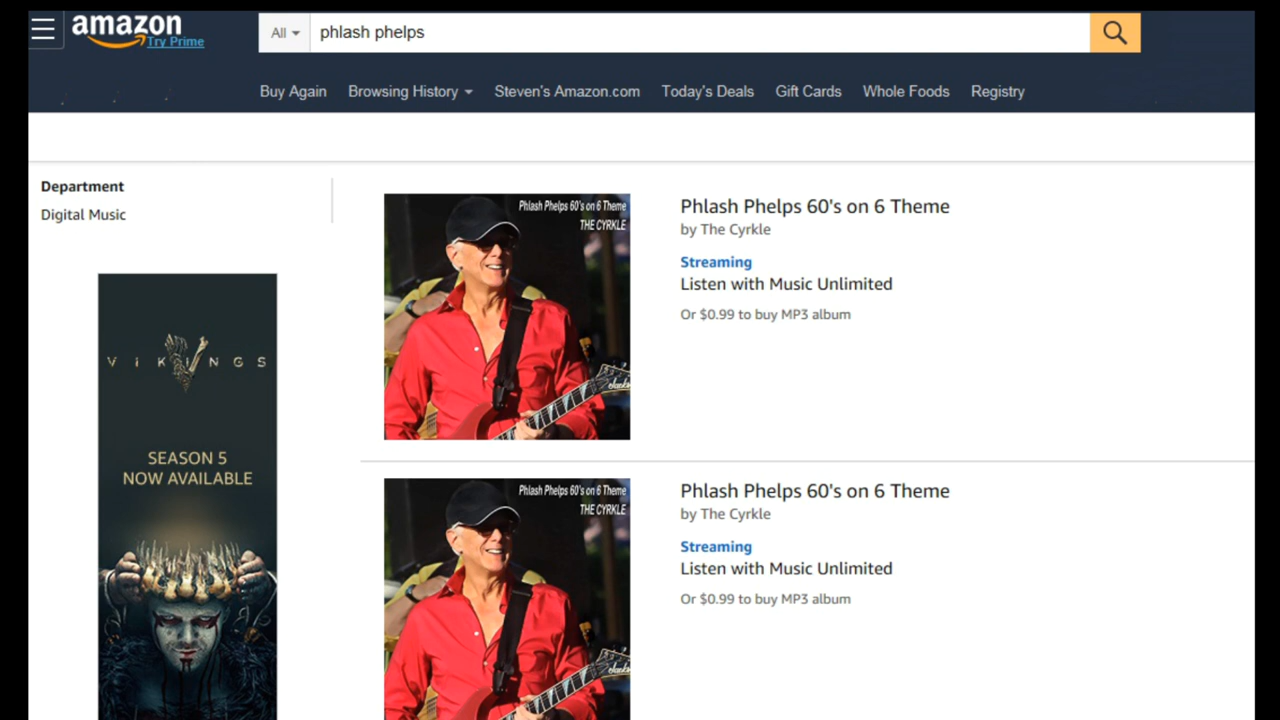 amazon
Try Prime
All
phlash phelps
Buy Again Browsing History Steven's Amazon.com Today's Deals Gift Cards Whole Foods Registry
Department
Digital Music
VIKINGS
SEASON 5
NOW AVAILABLE
Phlash Phelps 60's on 6 Theme
THE CYRKLE
Phlash Phelps 60's on 6 Theme
by The Cyrkle
Streaming
Listen with Music Unlimited
Or $0.99 to buy MP3 album
Phlash Phelps 60's on 6 Theme
THE CYRKLE
Phlash Phelps 60's on 6 Theme
by The Cyrkle
Streaming
Listen with Music Unlimited
Or $0.99 to buy MP3 album